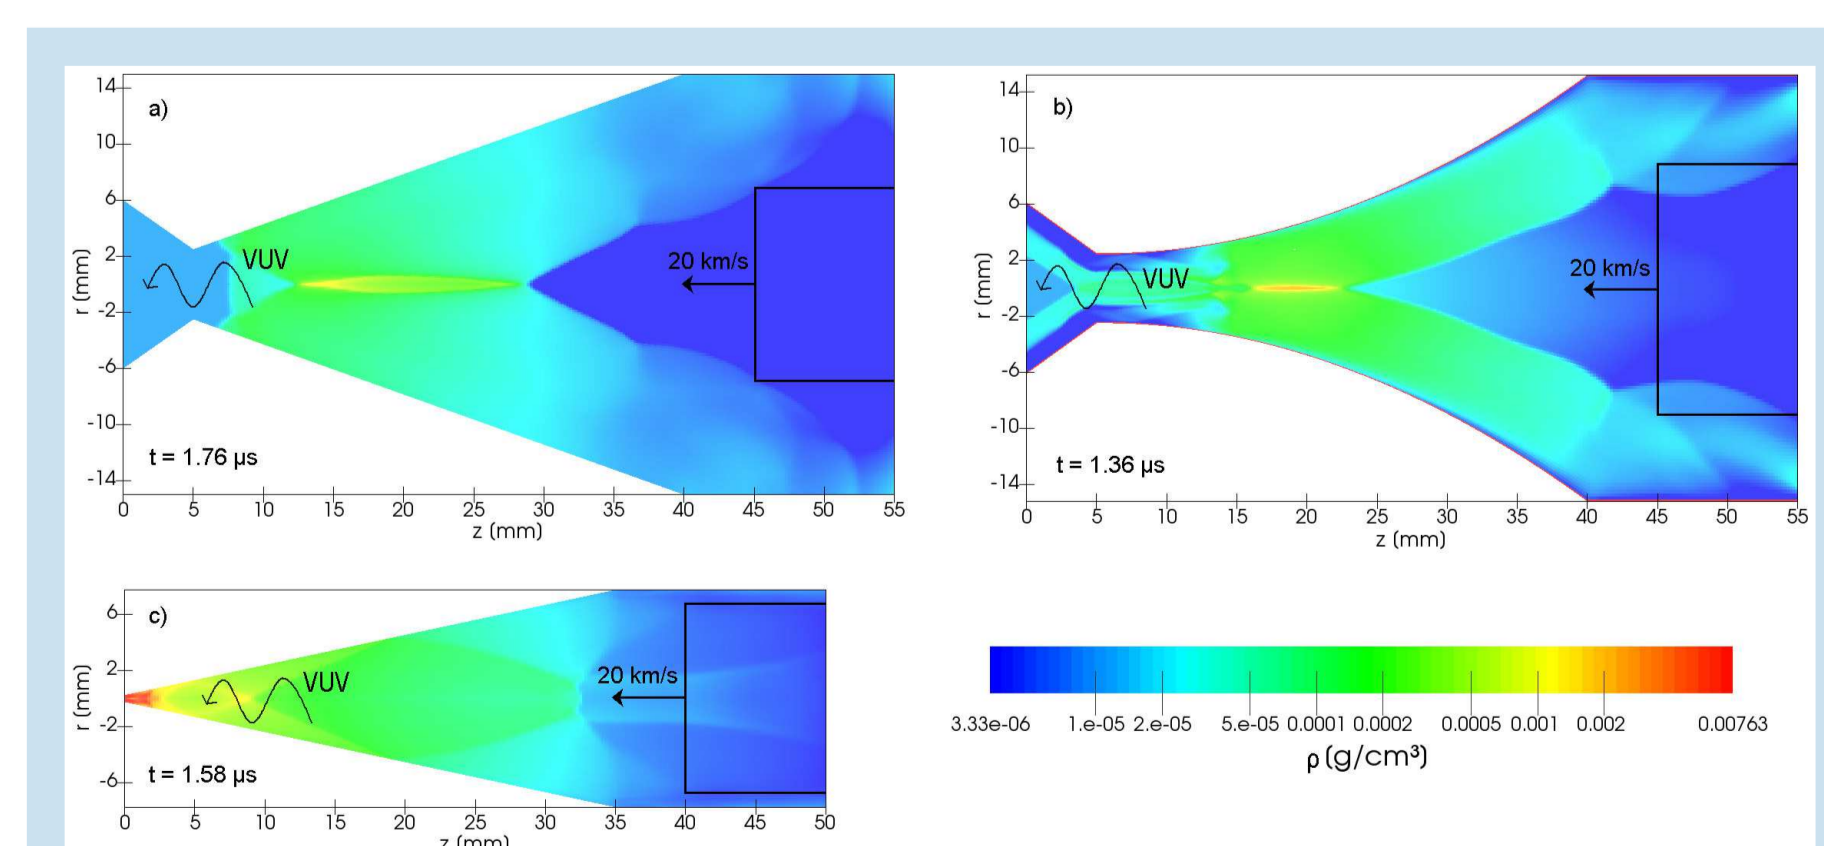 a)
14
10
6
2
-2
-6
-10
-14
r (mm)
VUV
20 km/s
t = 1.76 µs
0 5 10 15 20 25 30 35 40 45 50 55
z (mm)
b)
14
10
6
2
-2
-6
-10
-14
r (mm)
VUV
20 km/s
t = 1.36 µs
0 5 10 15 20 25 30 35 40 45 50 55
z (mm)
c)
6
2
-2
-6
r (mm)
VUV
20 km/s
t = 1.58 µs
0 5 10 15 20 25 30 35 40 45 50
z (mm)
3.33e-06 1.e-05 2.e-05 5.e-05 0.0001 0.0002 0.0005 0.001 0.002 0.00763
ρ (g/cm³)